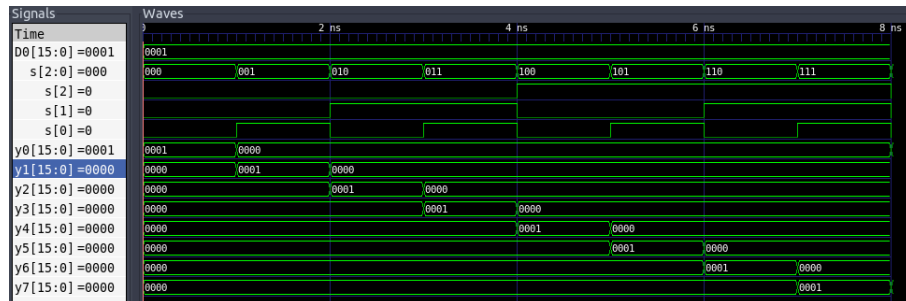 Signals Waves
Time 0 2 ns 4 ns 6 ns 8 ns
D0[15:0] =0001 0001
s[2:0] =000 000 001 010 011 100 101 110 111
s[2] =0
s[1] =0
s[0] =0
y0[15:0] =0001 0001 0000
y1[15:0] =0000 0000 0001 0000
y2[15:0] =0000 0000 0001 0000
y3[15:0] =0000 0000 0001 0000
y4[15:0] =0000 0000 0001 0000
y5[15:0] =0000 0000 0001 0000
y6[15:0] =0000 0000 0001 0000
y7[15:0] =0000 0000 0001